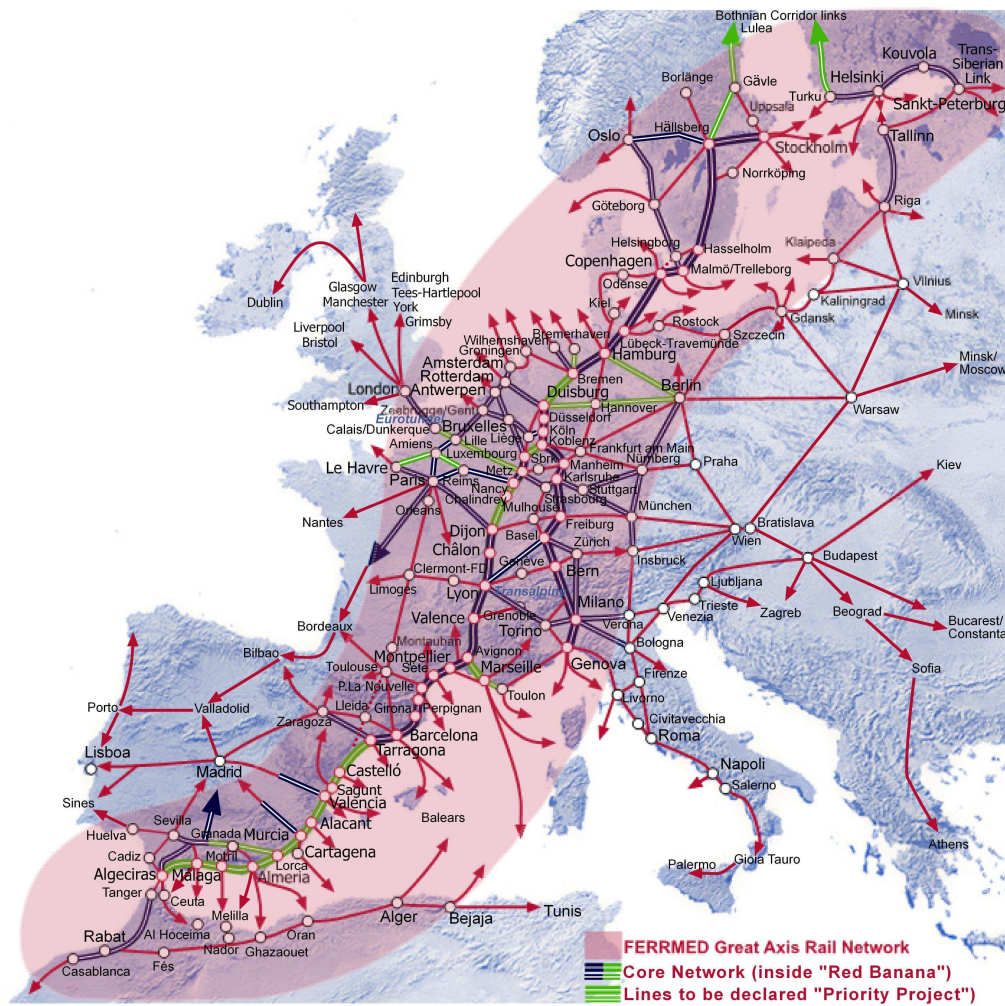 Bothnian Corridor links
Lulea
Kouvola
Trans-
Siberian
Link
Borlänge
Gävle
Helsinki
Turku
Sankt-Peterburg
Uppsala
Oslo
Hällsberg
Stockholm
Tallinn
Norrköping
Göteborg
Riga
Helsingborg
Hasselholm
Klaipeda
Copenhagen
Malmö/Trelleborg
Odense
Vilnius
Kaliningrad
Dublin
Glasgow
Manchester
Edinburgh
Tees-Hartlepool
York
Grimsby
Kiel
Gdansk
Minsk
Rostock
Szczecin
Liverpool
Bristol
Bremerhaven
Wilhemshaven
Groningen
Lübeck-Travemünde
Hamburg
Minsk/
Moscow
Amsterdam
Rotterdam
Antwerpen
Bremen
Duisburg
Berlin
London
Southampton
Hannover
Warsaw
Zeebrugge/Gent
Eurotunnel
Düsseldorf
Calais/Dunkerque
Bruxelles
Köln
Lille
Liège
Koblenz
Amiens
Luxembourg
Frankfurt am Main
Sbrk
Le Havre
Metz
Manheim
Nürnberg
Praha
Kiev
Paris
Reims
Nancy
Karlsruhe
Stuttgart
Chalindrey
Strasbourg
Orleans
Mulhouse
München
Nantes
Freiburg
Bratislava
Dijon
Basel
Wien
Châlon
Zürich
Insbruck
Budapest
Genève
Bern
Clermont-FD
Ljubljana
Limoges
Lyon
Transalpine
Milano
Trieste
Zagreb
Beograd
Bucarest/
Constanta
Valence
Grenoble
Torino
Verona
Venezia
Bordeaux
Bologna
Montauban
Bilbao
Avignon
Montpellier
Toulouse
Sète
Marseille
Genova
Firenze
Sofia
P.La Nouvelle
Toulon
Livorno
Porto
Valladolid
Lleida
Girona
Perpignan
Zaragoza
Civitavecchia
Barcelona
Roma
Lisboa
Tarragona
Madrid
Castelló
Napoli
Sagunt
Salerno
València
Sines
Balears
Sevilla
Alacant
Huelva
Granada
Murcia
Athens
Cartagena
Cadiz
Motril
Lorca
Palermo
Gioia Tauro
Algeciras
Málaga
Almeria
Tanger
Ceuta
Alger
Bejaja
Tunis
Melilla
Al Hoceima
Oran
Rabat
Nador
Ghazaouet
Casablanca
Fés
FERRMED Great Axis Rail Network
Core Network (inside "Red Banana")
Lines to be declared "Priority Project")